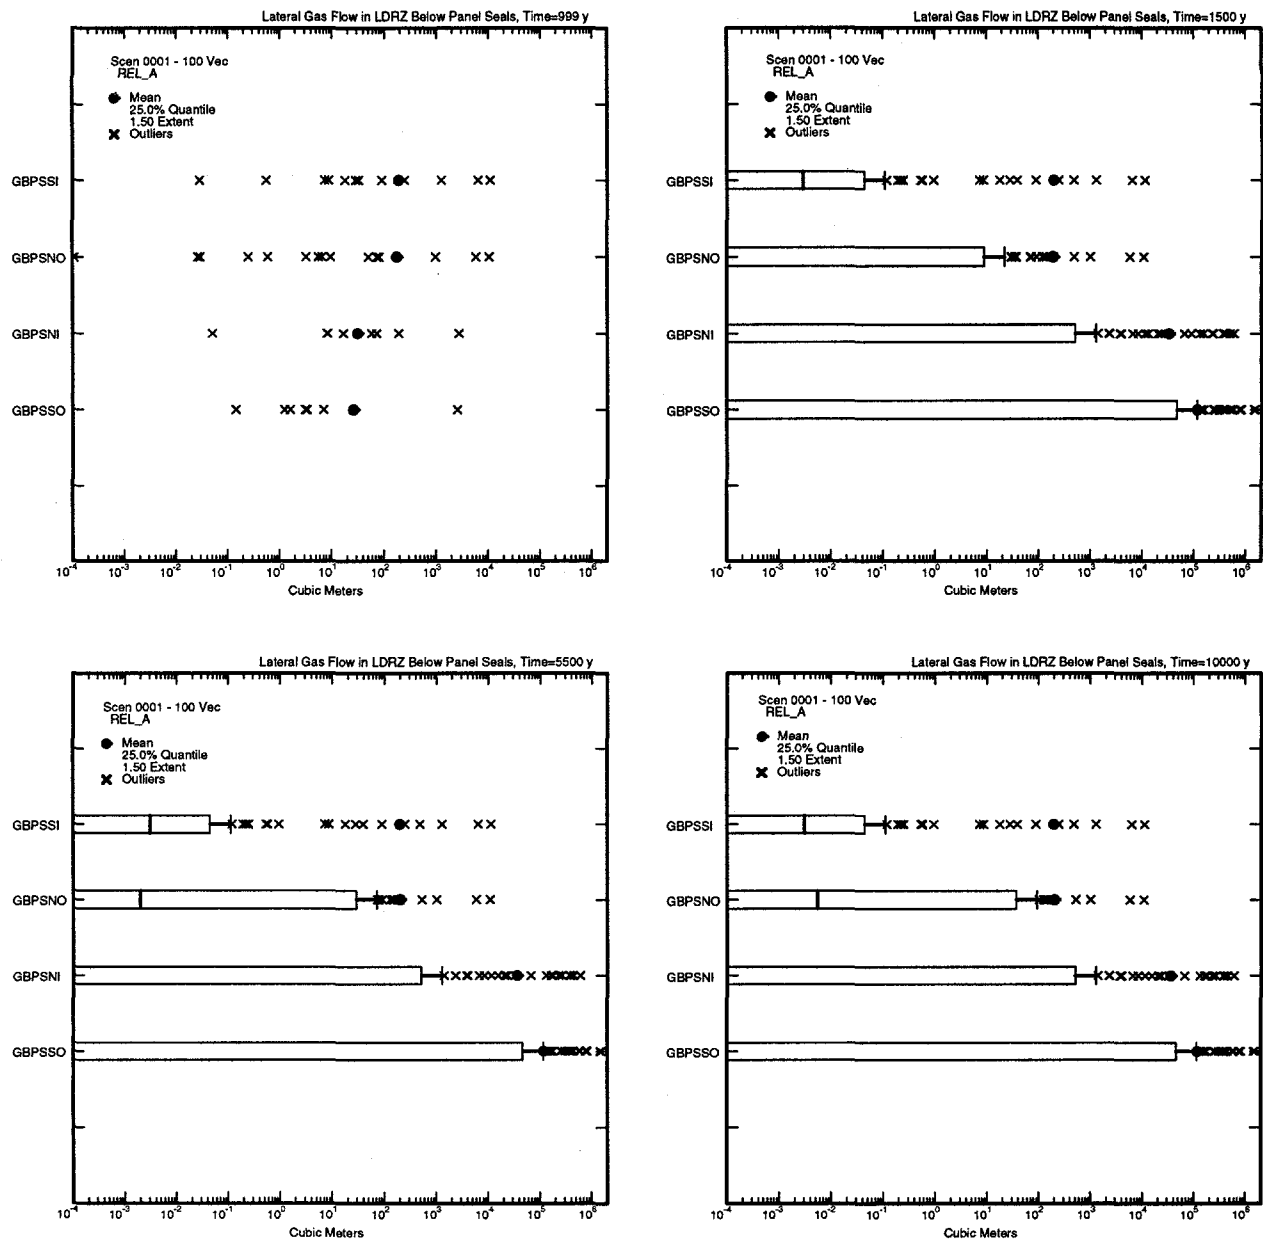 Lateral Gas Flow in LDRZ Below Panel Seals, Time=999 y
Scen 0001 - 100 Vec
REL_A
Mean
25.0% Quantile
1.50 Extent
Outliers
GBPSSI
GBPSNO
GBPSNI
GBPSSO
10-4 10-3 10-2 10-1 100 101 102 103 104 105 106
Cubic Meters
Lateral Gas Flow in LDRZ Below Panel Seals, Time=1500 y
Scen 0001 - 100 Vec
REL_A
Mean
25.0% Quantile
1.50 Extent
Outliers
GBPSSI
GBPSNO
GBPSNI
GBPSSO
10-4 10-3 10-2 10-1 100 101 102 103 104 105 106
Cubic Meters
Lateral Gas Flow in LDRZ Below Panel Seals, Time=5500 y
Scen 0001 - 100 Vec
REL_A
Mean
25.0% Quantile
1.50 Extent
Outliers
GBPSSI
GBPSNO
GBPSNI
GBPSSO
10-4 10-3 10-2 10-1 100 101 102 103 104 105 106
Cubic Meters
Lateral Gas Flow in LDRZ Below Panel Seals, Time=10000 y
Scen 0001 - 100 Vec
REL_A
Mean
25.0% Quantile
1.50 Extent
Outliers
GBPSSI
GBPSNO
GBPSNI
GBPSSO
10-4 10-3 10-2 10-1 100 101 102 103 104 105 106
Cubic Meters